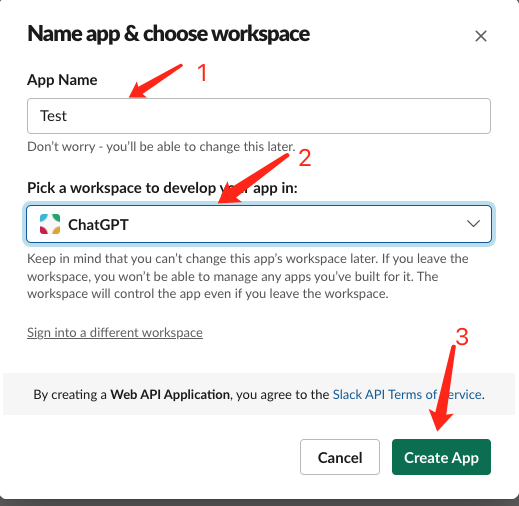 Name app & choose workspace
App Name
1
Test
Don't worry - you'll be able to change this later.
2
Pick a workspace to develop your app in:
ChatGPT
Keep in mind that you can't change this app's workspace later. If you leave the
workspace, you won't be able to manage any apps you've built for it. The
workspace will control the app even if you leave the workspace.
Sign into a different workspace
3
By creating a Web API Application, you agree to the Slack API Terms of Service.
Cancel
Create App